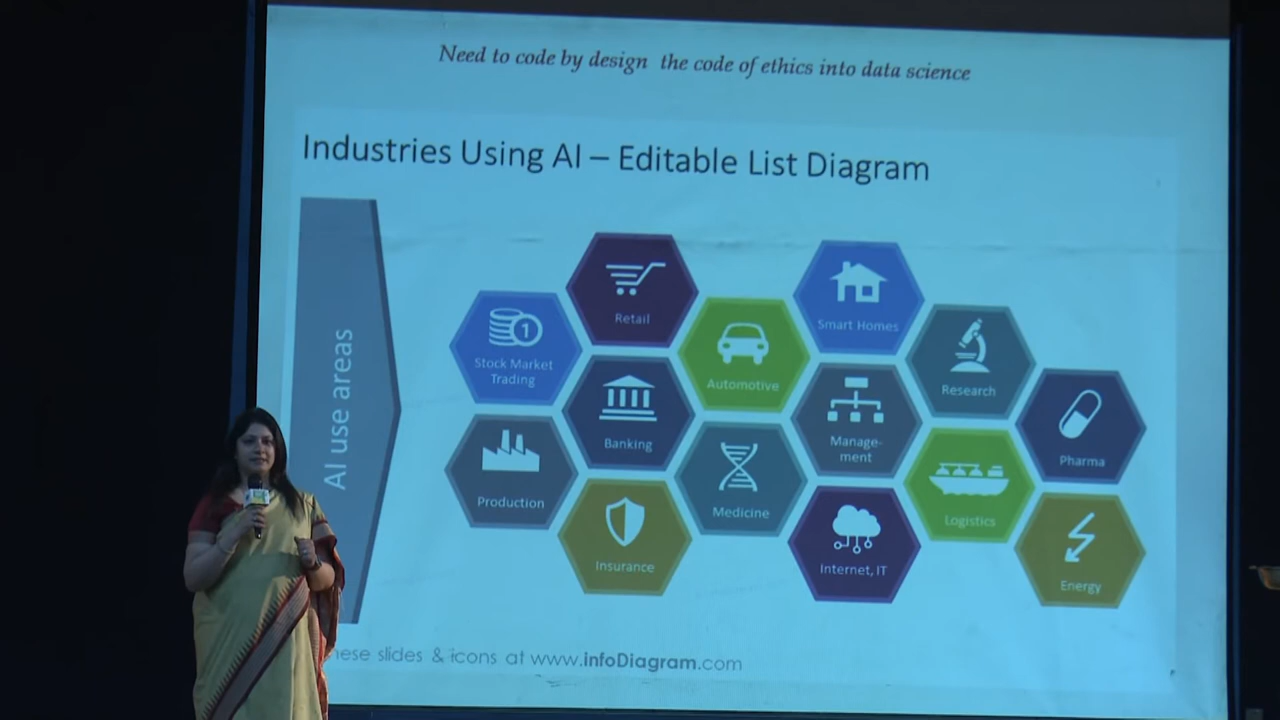 Need to code by design the code of ethics into data science
Industries Using AI – Editable List Diagram
AI use areas
Stock Market
Trading
1
Retail
Automotive
Smart Homes
Research
Pharma
Banking
Manage-
ment
Production
Medicine
Logistics
Insurance
Internet, IT
Energy
slides & icons at www.infoDiagram.com